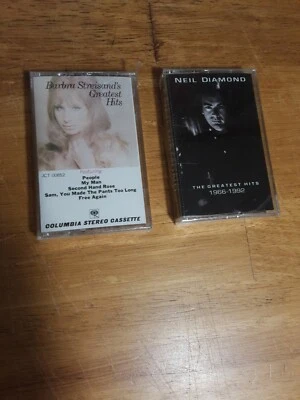 Barbra Streisand's
Greatest
Hits
Featuring
People
My Man
Second Hand Rose
Sam, You Made The Pants Too Long
Free Again
COLUMBIA STEREO CASSETTE
NEIL DIAMOND
THE GREATEST HITS
1966-1992